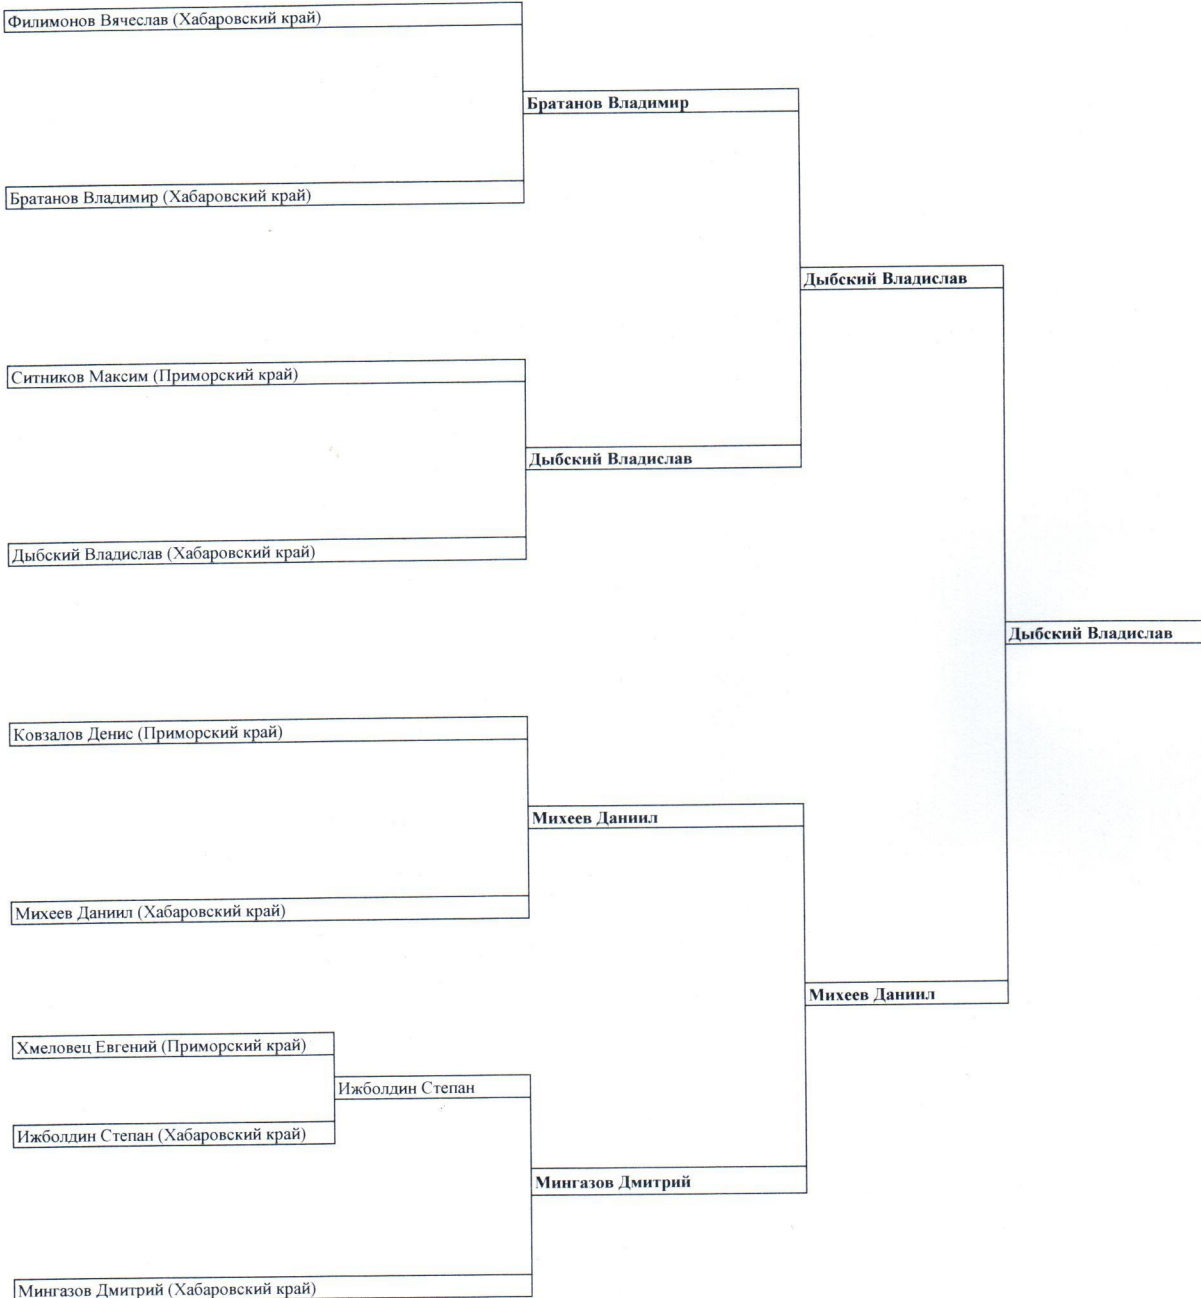 Филимонов Вячеслав (Хабаровский край)
Братанов Владимир
Братанов Владимир (Хабаровский край)
Дыбский Владислав
Ситников Максим (Приморский край)
Дыбский Владислав
Дыбский Владислав (Хабаровский край)
Дыбский Владислав
Ковзалов Денис (Приморский край)
Михеев Даниил
Михеев Даниил (Хабаровский край)
Михеев Даниил
Хмеловец Евгений (Приморский край)
Ижболдин Степан
Ижболдин Степан (Хабаровский край)
Мингазов Дмитрий
Мингазов Дмитрий (Хабаровский край)